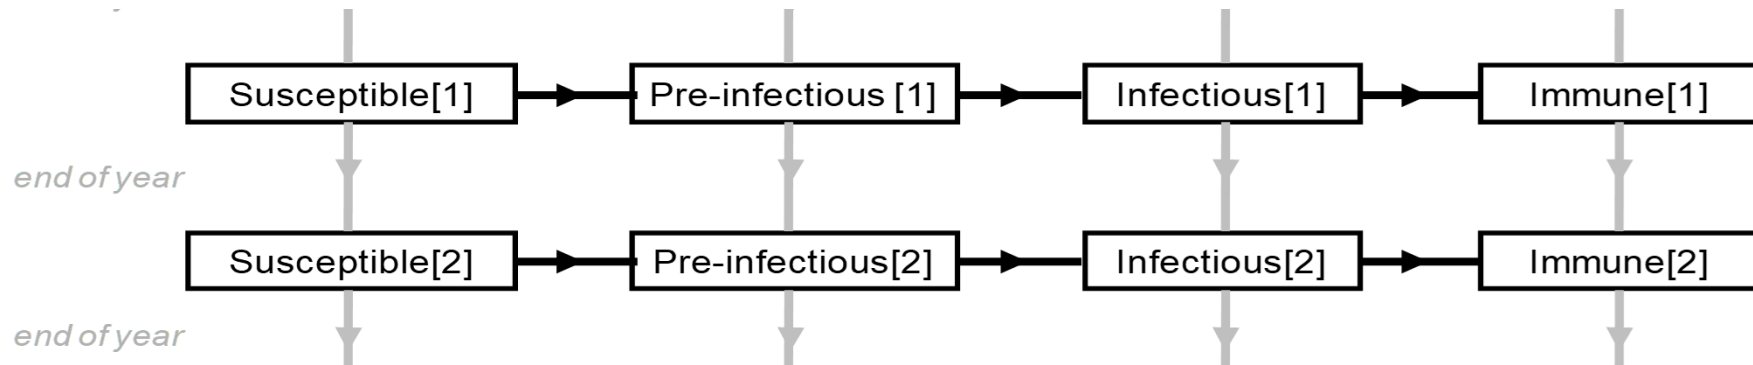 Susceptible[1] Pre-infectious [1] Infectious[1] Immune[1]
end of year
Susceptible[2] Pre-infectious[2] Infectious[2] Immune[2]
end of year